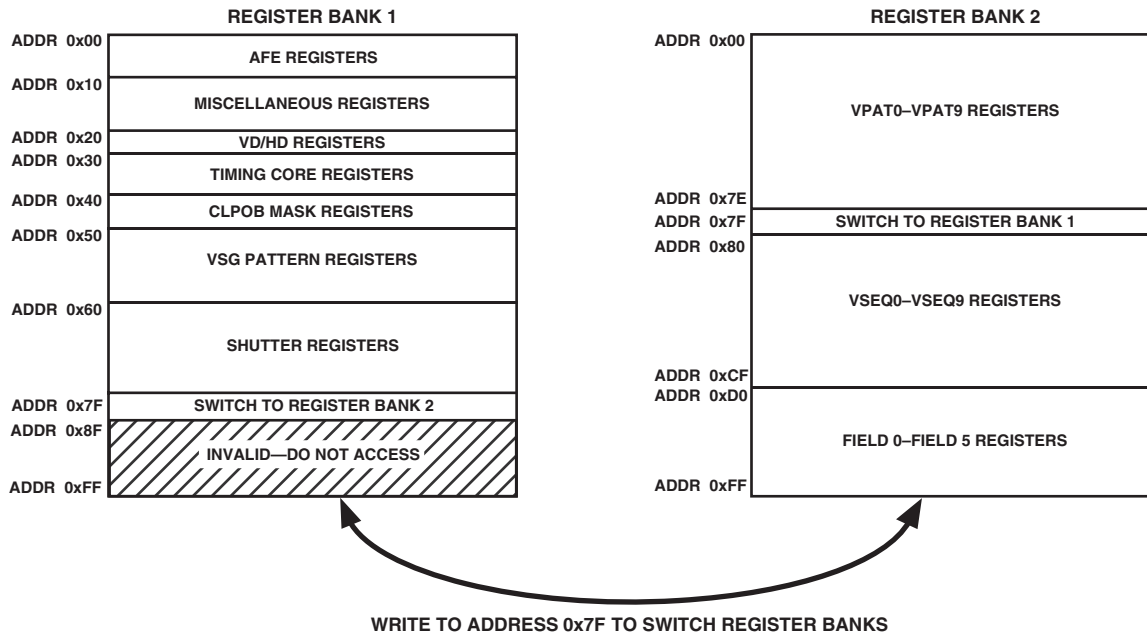 REGISTER BANK 1
ADDR 0x00
AFE REGISTERS
ADDR 0x10
MISCELLANEOUS REGISTERS
ADDR 0x20
VD/HD REGISTERS
ADDR 0x30
TIMING CORE REGISTERS
ADDR 0x40
CLPOB MASK REGISTERS
ADDR 0x50
VSG PATTERN REGISTERS
ADDR 0x60
SHUTTER REGISTERS
ADDR 0x7F
SWITCH TO REGISTER BANK 2
ADDR 0x8F
INVALID—DO NOT ACCESS
ADDR 0xFF
REGISTER BANK 2
ADDR 0x00
VPAT0–VPAT9 REGISTERS
ADDR 0x7E
ADDR 0x7F
SWITCH TO REGISTER BANK 1
ADDR 0x80
VSEQ0–VSEQ9 REGISTERS
ADDR 0xCF
ADDR 0xD0
FIELD 0–FIELD 5 REGISTERS
ADDR 0xFF
WRITE TO ADDRESS 0x7F TO SWITCH REGISTER BANKS